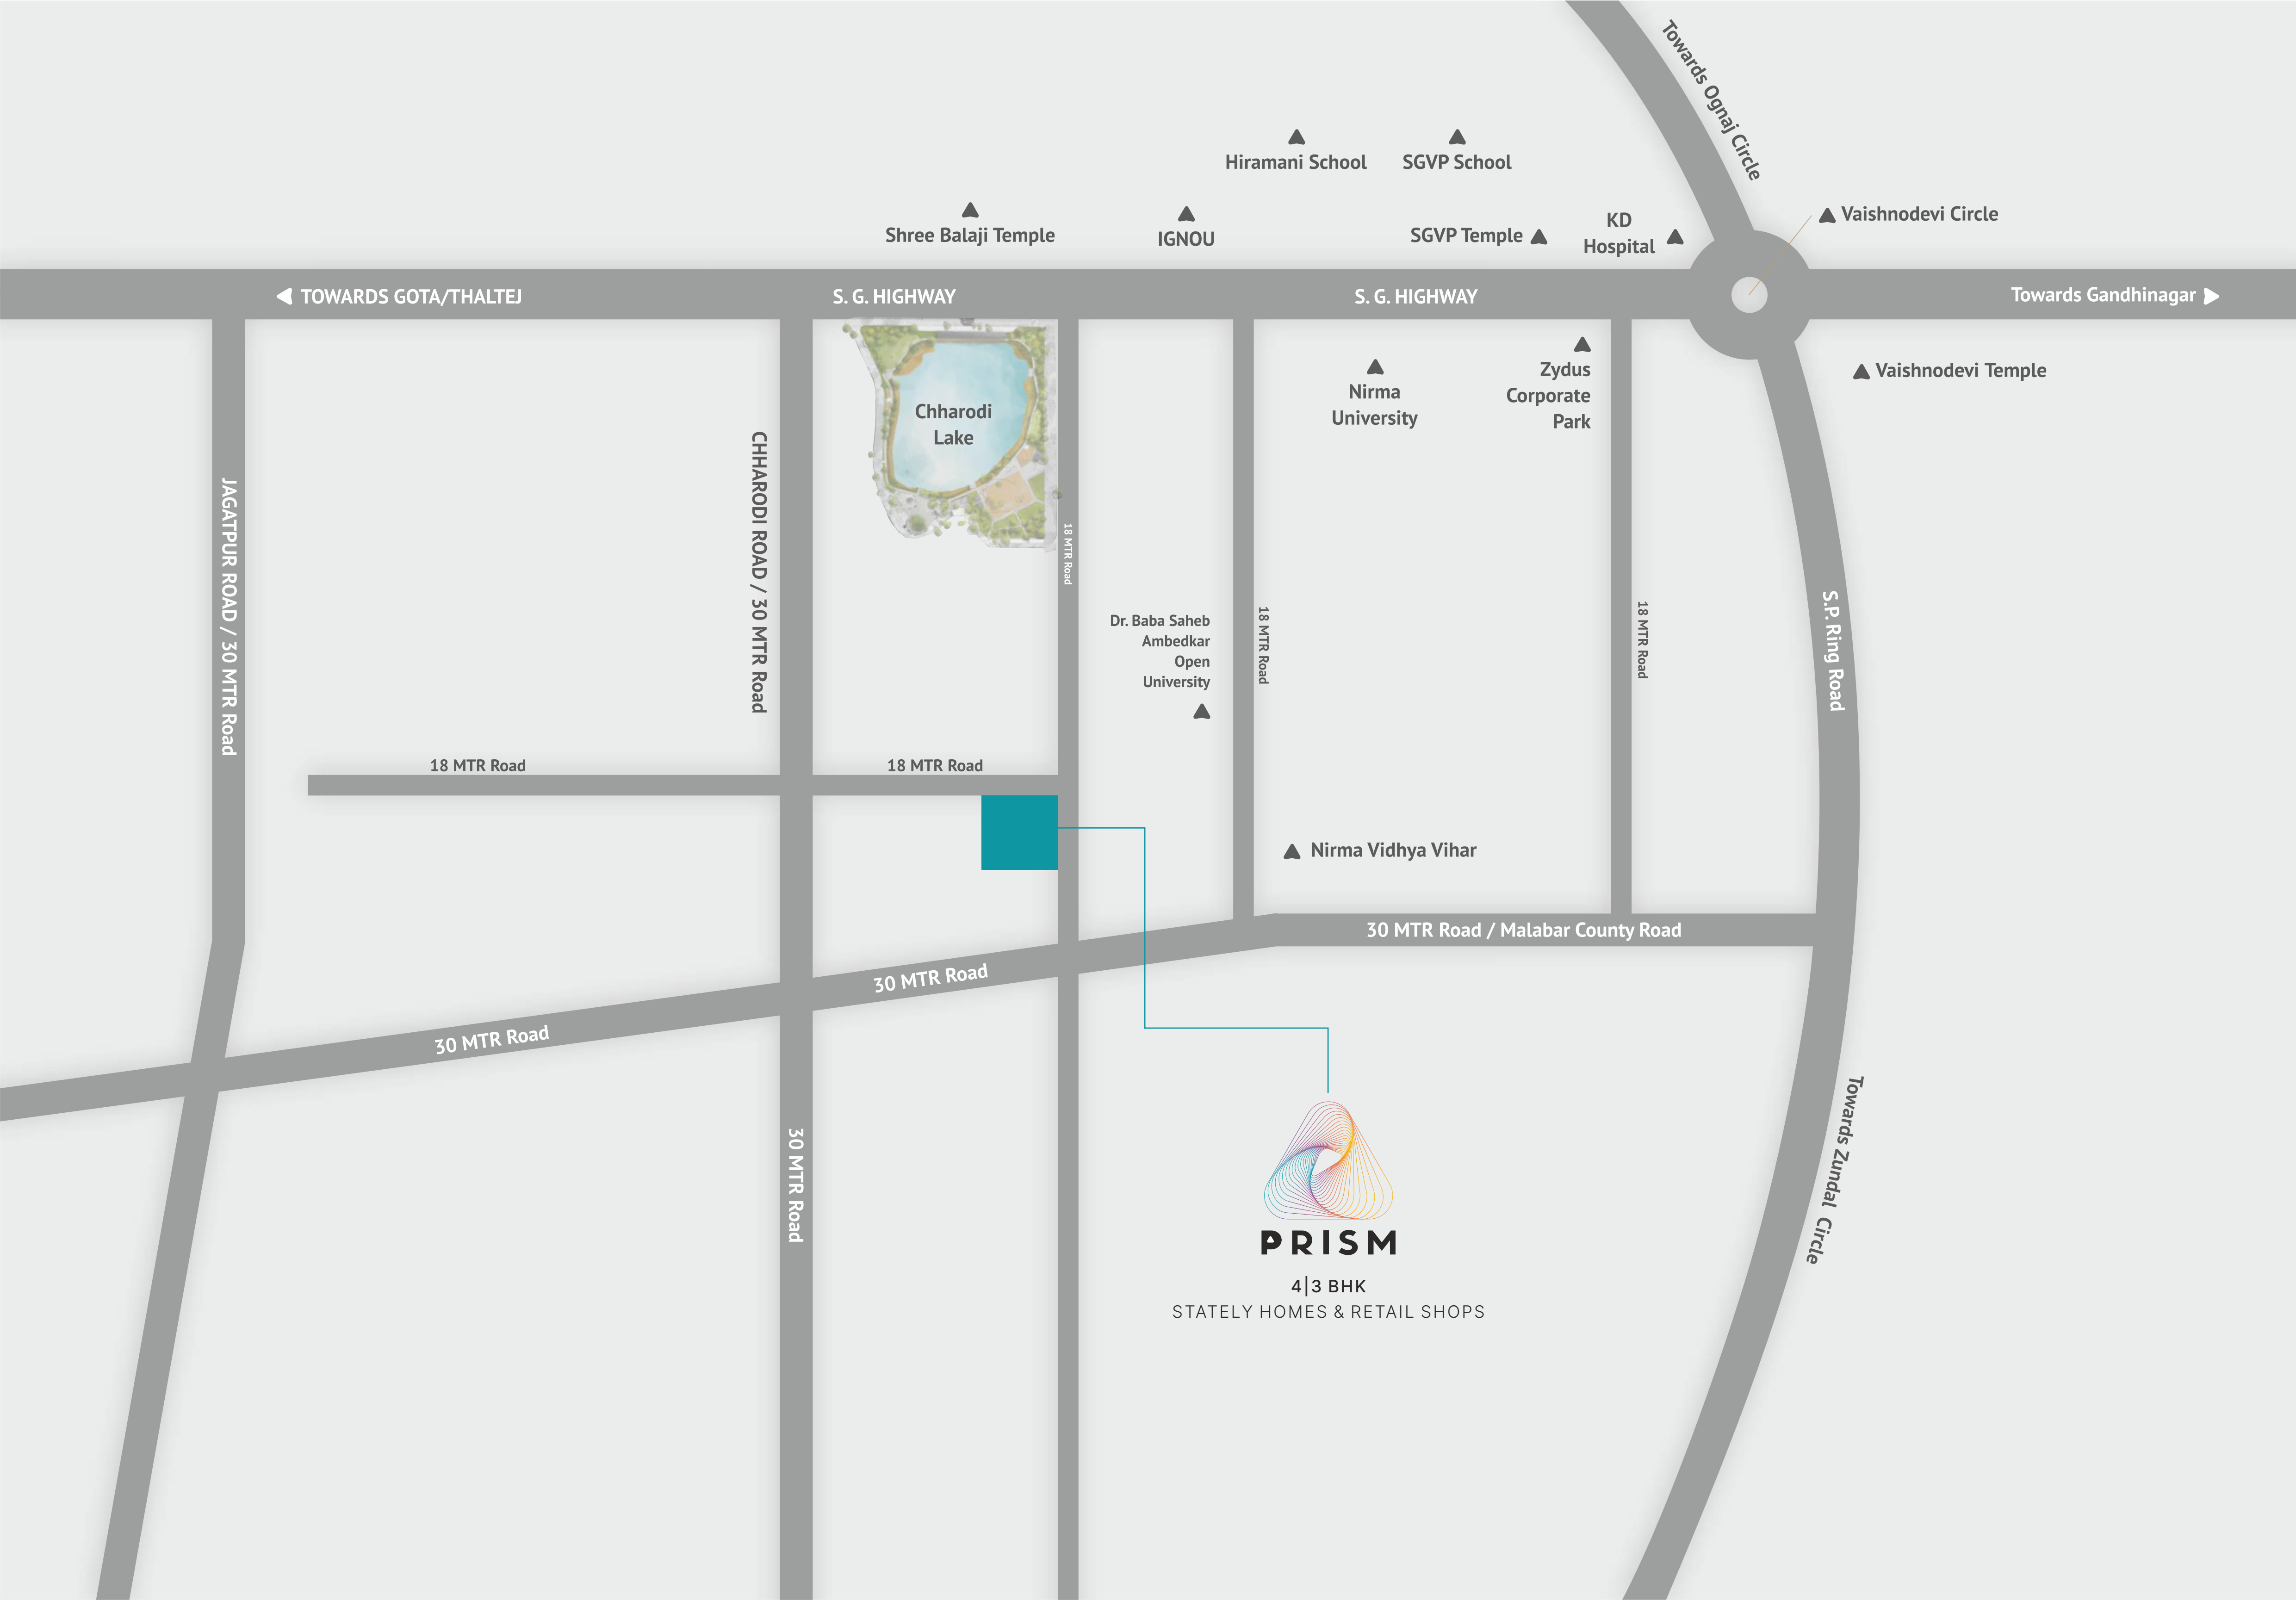 Towards Ognaj Circle
Hiramani School
SGVP School
Shree Balaji Temple
IGNOU
SGVP Temple
KD
Hospital
Vaishnodevi Circle
TOWARDS GOTA/THALTEJ
S. G. HIGHWAY
S. G. HIGHWAY
Towards Gandhinagar
Chharodi
Lake
Nirma
University
Zydus
Corporate
Park
Vaishnodevi Temple
JAGATPUR ROAD / 30 MTR Road
CHHARODI ROAD / 30 MTR Road
18 MTR Road
Dr. Baba Saheb
Ambedkar
Open
University
18 MTR Road
18 MTR Road
S.P. Ring Road
18 MTR Road
18 MTR Road
Nirma Vidhya Vihar
30 MTR Road / Malabar County Road
30 MTR Road
30 MTR Road
30 MTR Road
Towards Zundal Circle
PRISM
4|3 BHK
STATELY HOMES & RETAIL SHOPS